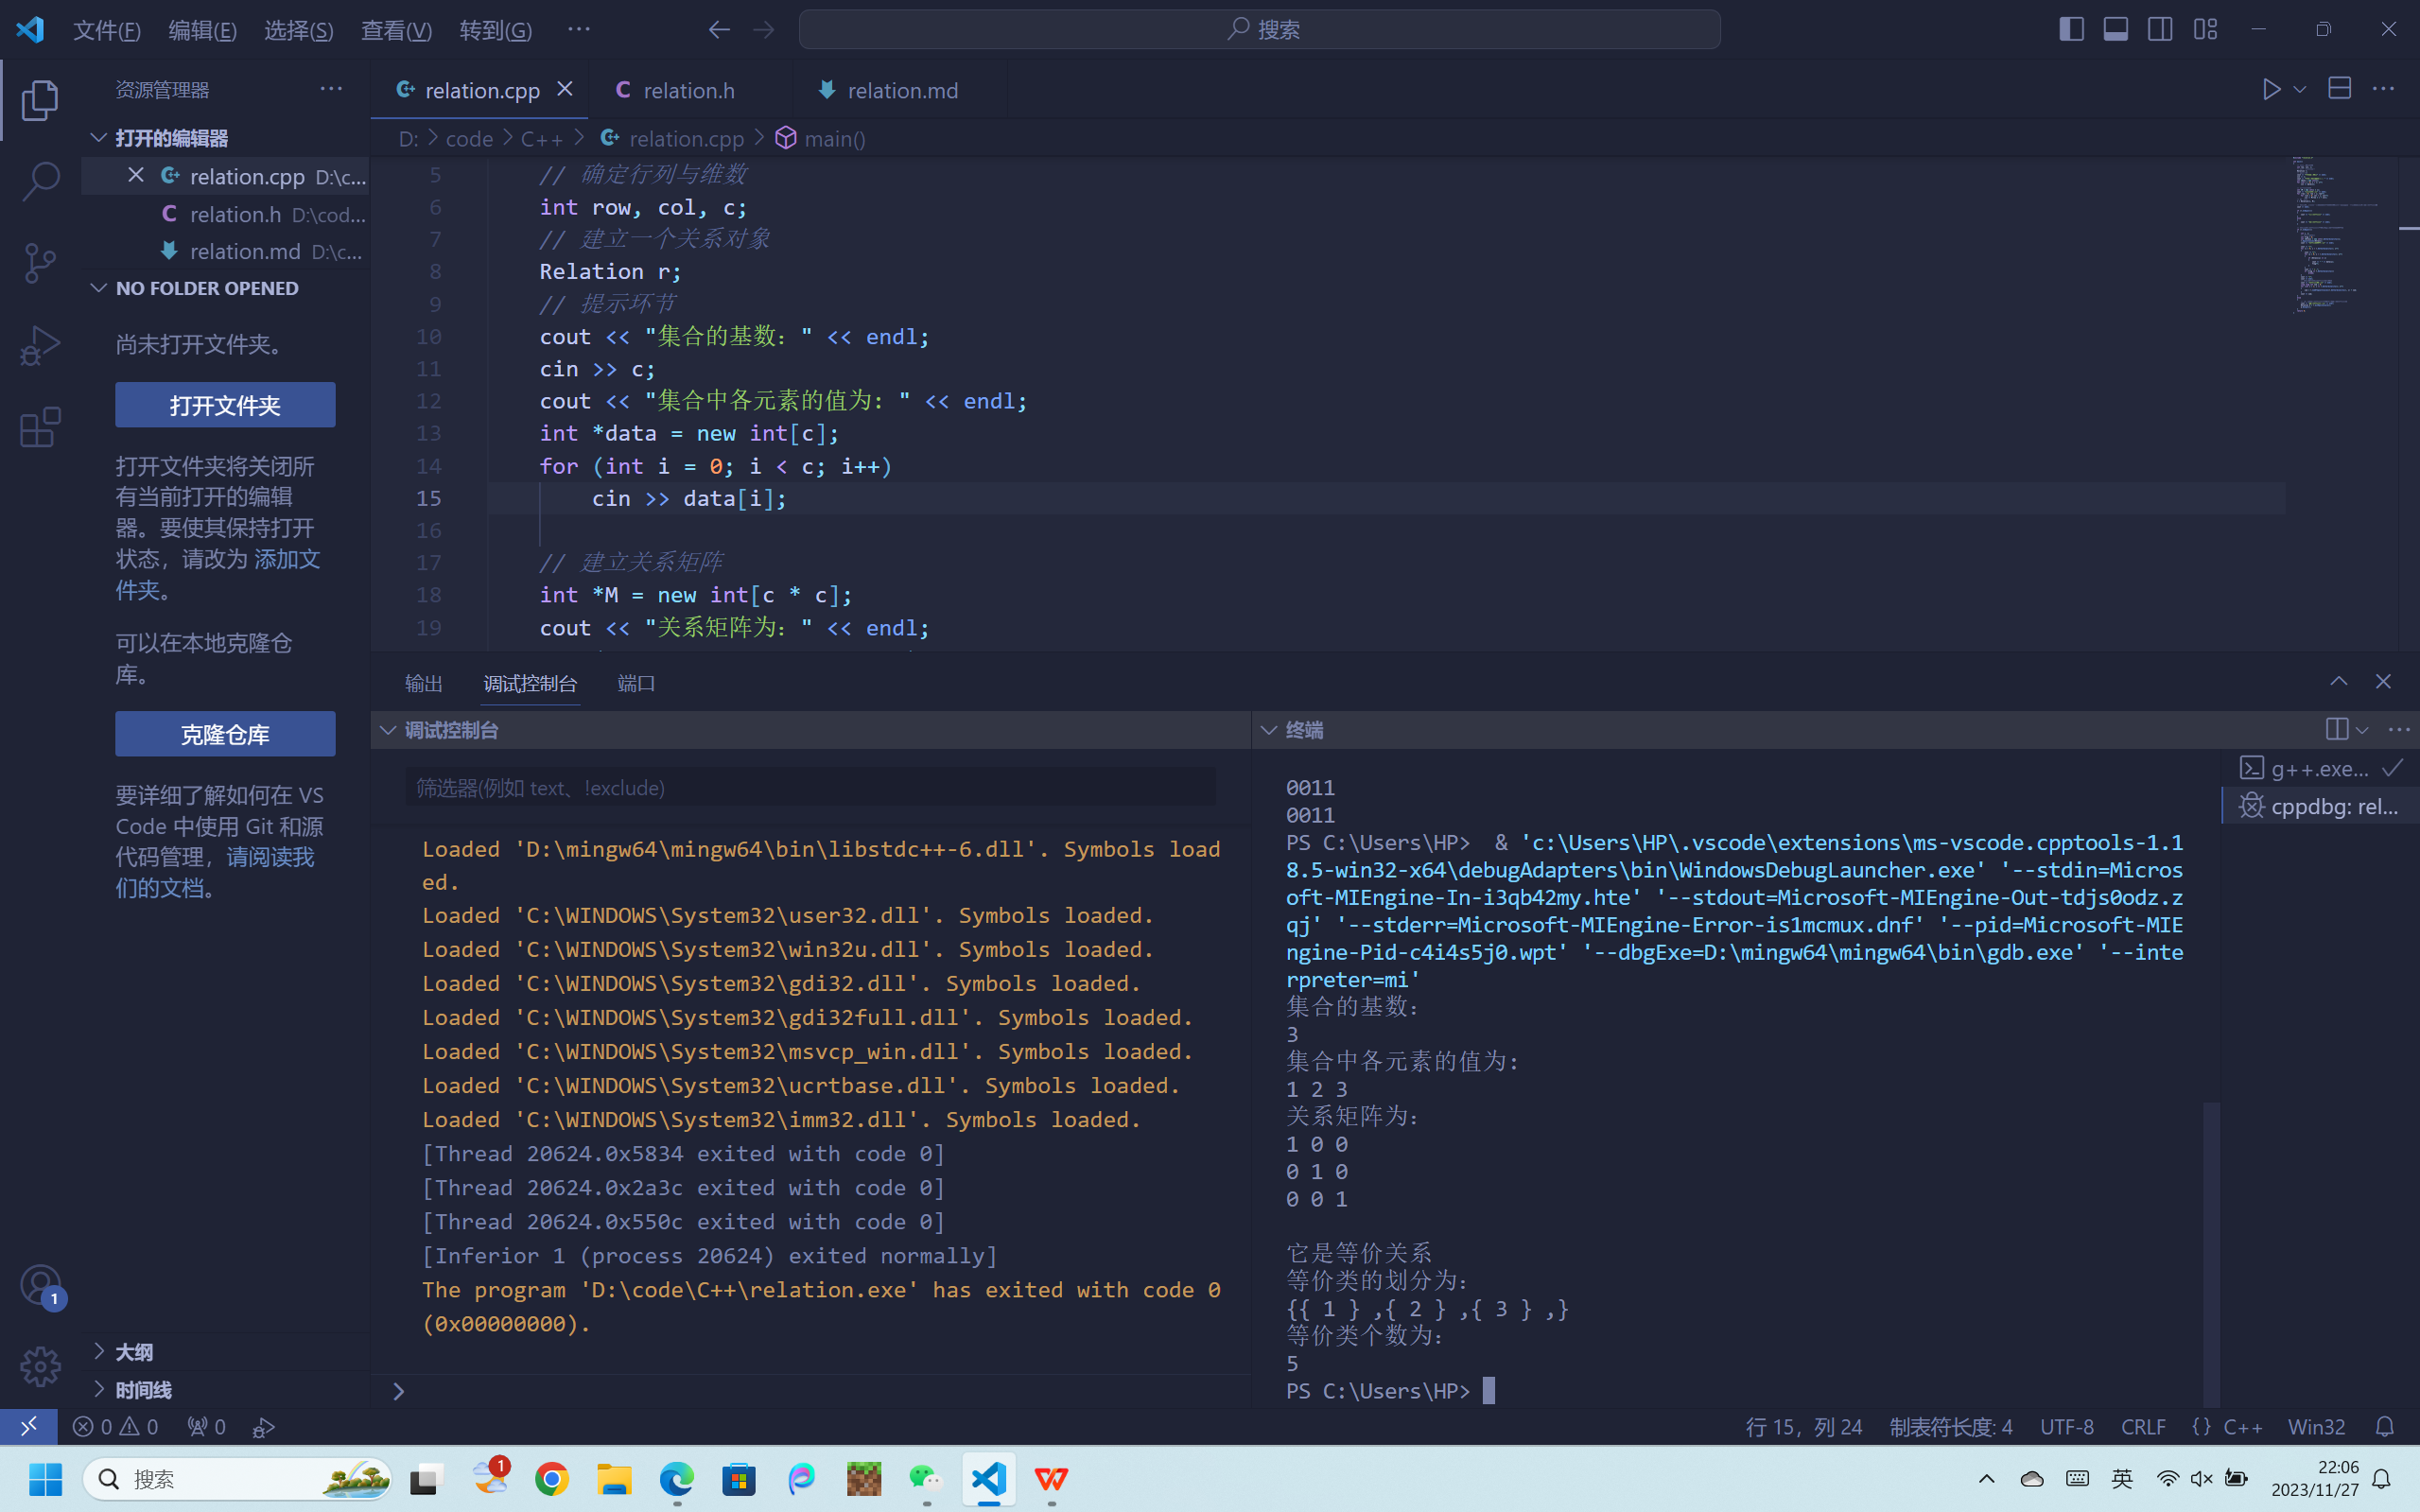 文件(F) 编辑(E) 选择(S) 查看(V) 转到(G) ··· 搜索
资源管理器 ···
打开的编辑器
relation.cpp D:\c...
relation.h D:\cod...
relation.md D:\c...
NO FOLDER OPENED
尚未打开文件夹。
打开文件夹
打开文件夹将关闭所
有当前打开的编辑
器。要使其保持打开
状态，请改为 添加文
件夹。
可以在本地克隆仓
库。
克隆仓库
要详细了解如何在 VS
Code 中使用 Git 和源
代码管理，请阅读我
们的文档。
1
大纲
时间线
relation.cpp relation.h relation.md
D: > code > C++ > relation.cpp > main()
5 // 确定行列与维数
6 int row, col, c;
7 // 建立一个关系对象
8 Relation r;
9 // 提示环节
10 cout << "集合的基数：" << endl;
11 cin >> c;
12 cout << "集合中各元素的值为：" << endl;
13 int *data = new int[c];
14 for (int i = 0; i < c; i++)
15 cin >> data[i];
16
17 // 建立关系矩阵
18 int *M = new int[c * c];
19 cout << "关系矩阵为：" << endl;
输出 调试控制台 端口
调试控制台
筛选器(例如 text、!exclude)
Loaded 'D:\mingw64\mingw64\bin\libstdc++-6.dll'. Symbols load
ed.
Loaded 'C:\WINDOWS\System32\user32.dll'. Symbols loaded.
Loaded 'C:\WINDOWS\System32\win32u.dll'. Symbols loaded.
Loaded 'C:\WINDOWS\System32\gdi32.dll'. Symbols loaded.
Loaded 'C:\WINDOWS\System32\gdi32full.dll'. Symbols loaded.
Loaded 'C:\WINDOWS\System32\msvcp_win.dll'. Symbols loaded.
Loaded 'C:\WINDOWS\System32\ucrtbase.dll'. Symbols loaded.
Loaded 'C:\WINDOWS\System32\imm32.dll'. Symbols loaded.
[Thread 20624.0x5834 exited with code 0]
[Thread 20624.0x2a3c exited with code 0]
[Thread 20624.0x550c exited with code 0]
[Inferior 1 (process 20624) exited normally]
The program 'D:\code\C++\relation.exe' has exited with code 0
(0x00000000).
终端
0011
0011
PS C:\Users\HP> & 'c:\Users\HP\.vscode\extensions\ms-vscode.cpptools-1.1
8.5-win32-x64\debugAdapters\bin\WindowsDebugLauncher.exe' '--stdin=Micros
oft-MIEngine-In-i3qb42my.hte' '--stdout=Microsoft-MIEngine-Out-tdjs0odz.z
qj' '--stderr=Microsoft-MIEngine-Error-is1mcmux.dnf' '--pid=Microsoft-MIE
ngine-Pid-c4i4s5j0.wpt' '--dbgExe=D:\mingw64\mingw64\bin\gdb.exe' '--inte
rpreter=mi'
集合的基数：
3
集合中各元素的值为：
1 2 3
关系矩阵为：
1 0 0
0 1 0
0 0 1
它是等价关系
等价类的划分为：
{{ 1 } ,{ 2 } ,{ 3 } ,}
等价类个数为：
5
PS C:\Users\HP>
g++.exe...
cppdbg: rel...
0 0 0 行 15，列 24 制表符长度: 4 UTF-8 CRLF {} C++ Win32
搜索 1 英 22:06
2023/11/27